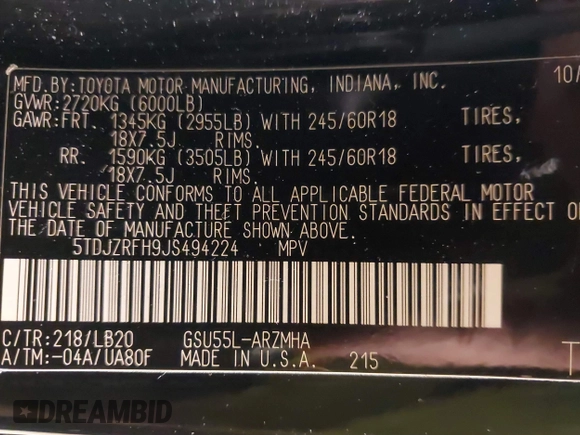 MFD.BY:TOYOTA MOTOR MANUFACTURING, INDIANA, INC. 10/
GVWR:2720KG (6000LB)
GAWR:FRT 1345KG (2955LB) WITH 245/60R18 TIRES,
18X7.5J RIMS.
RR. 1590KG (3505LB) WITH 245/60R18 TIRES,
18X7.5J RIMS.
THIS VEHICLE CONFORMS TO ALL APPLICABLE FEDERAL MOTOR
VEHICLE SAFETY AND THEFT PREVENTION STANDARDS IN EFFECT O
THE DATE OF MANUFACTURE SHOWN ABOVE.
5TDJZRFH9JS494224 MPV
C/TR:218/LB20 GSU55L-ARZMHA
A/TM:-04A/UA80F MADE IN U.S.A. 215 T
DREAMBID